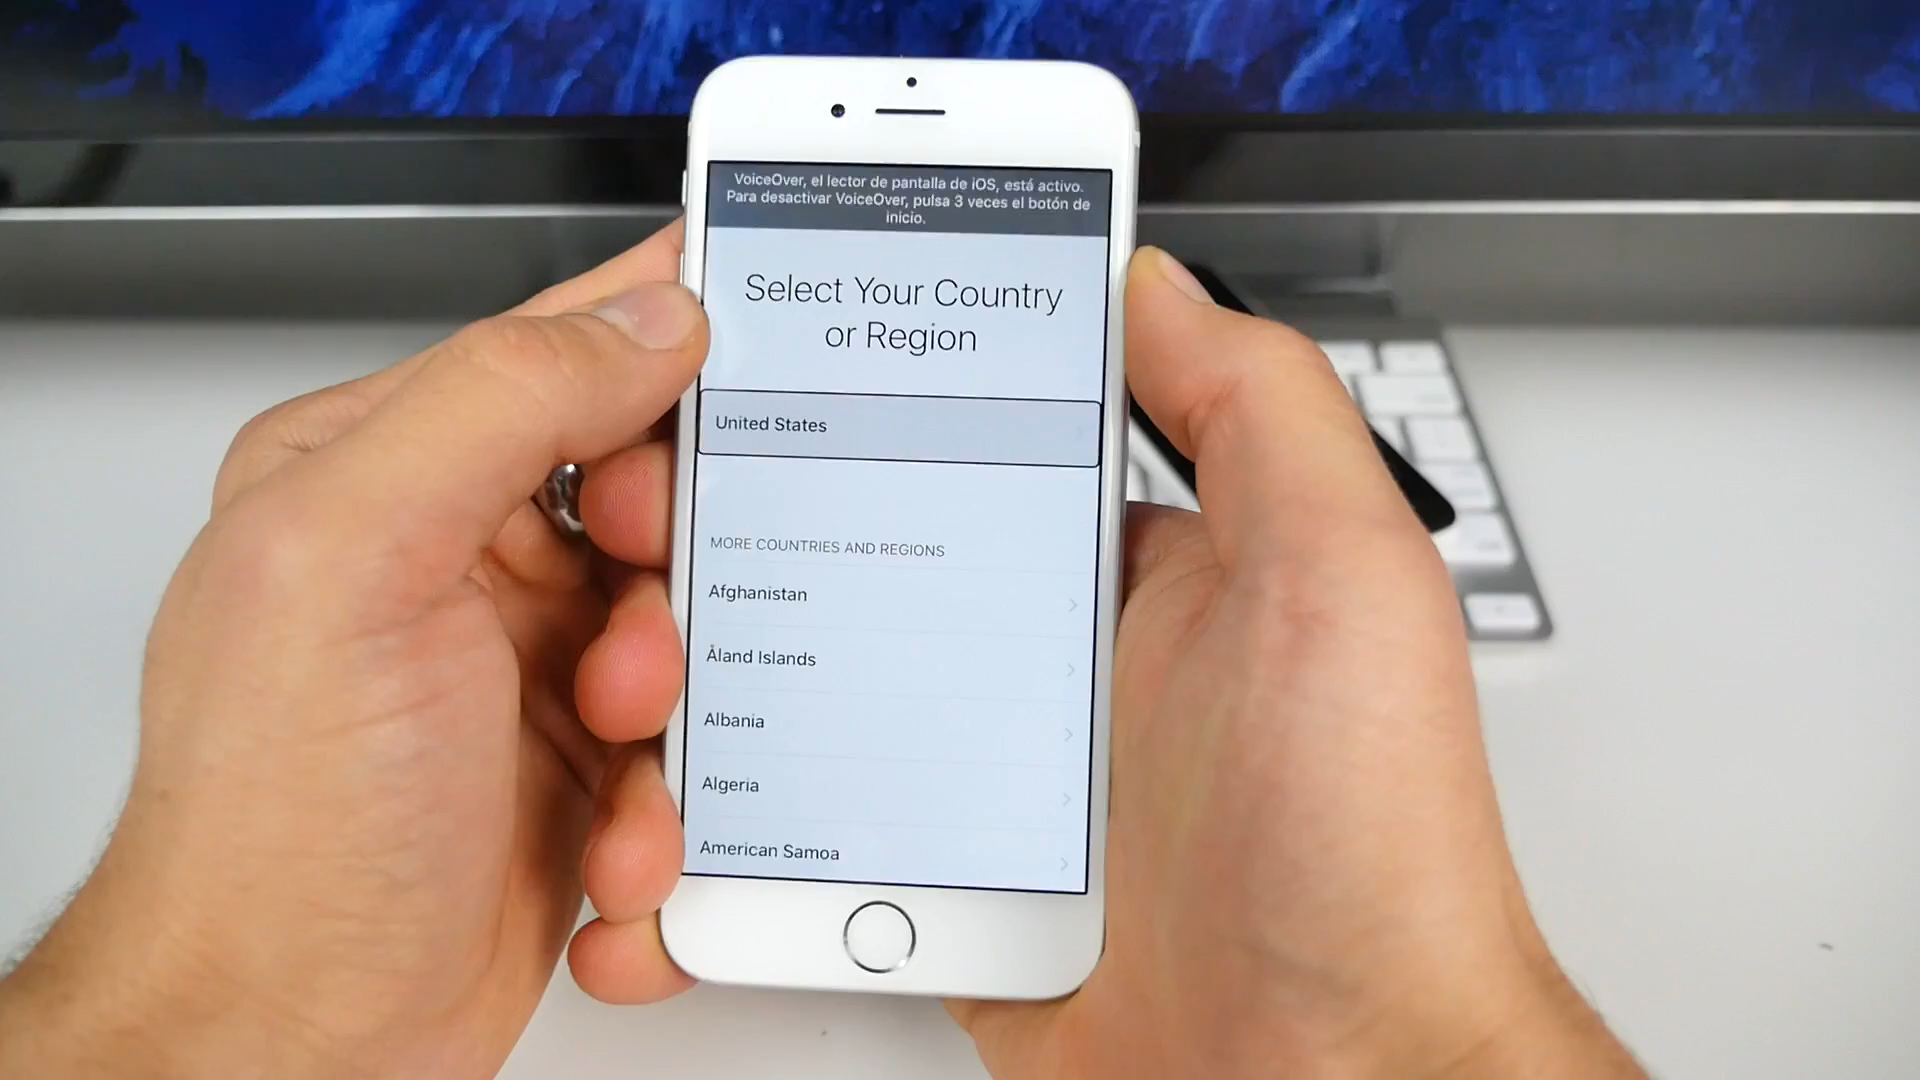 VoiceOver, el lector de pantalla de iOS, está activo.
Para desactivar VoiceOver, pulsa 3 veces el botón de
inicio.
Select Your Country
or Region
United States
MORE COUNTRIES AND REGIONS
Afghanistan
Åland Islands
Albania
Algeria
American Samoa